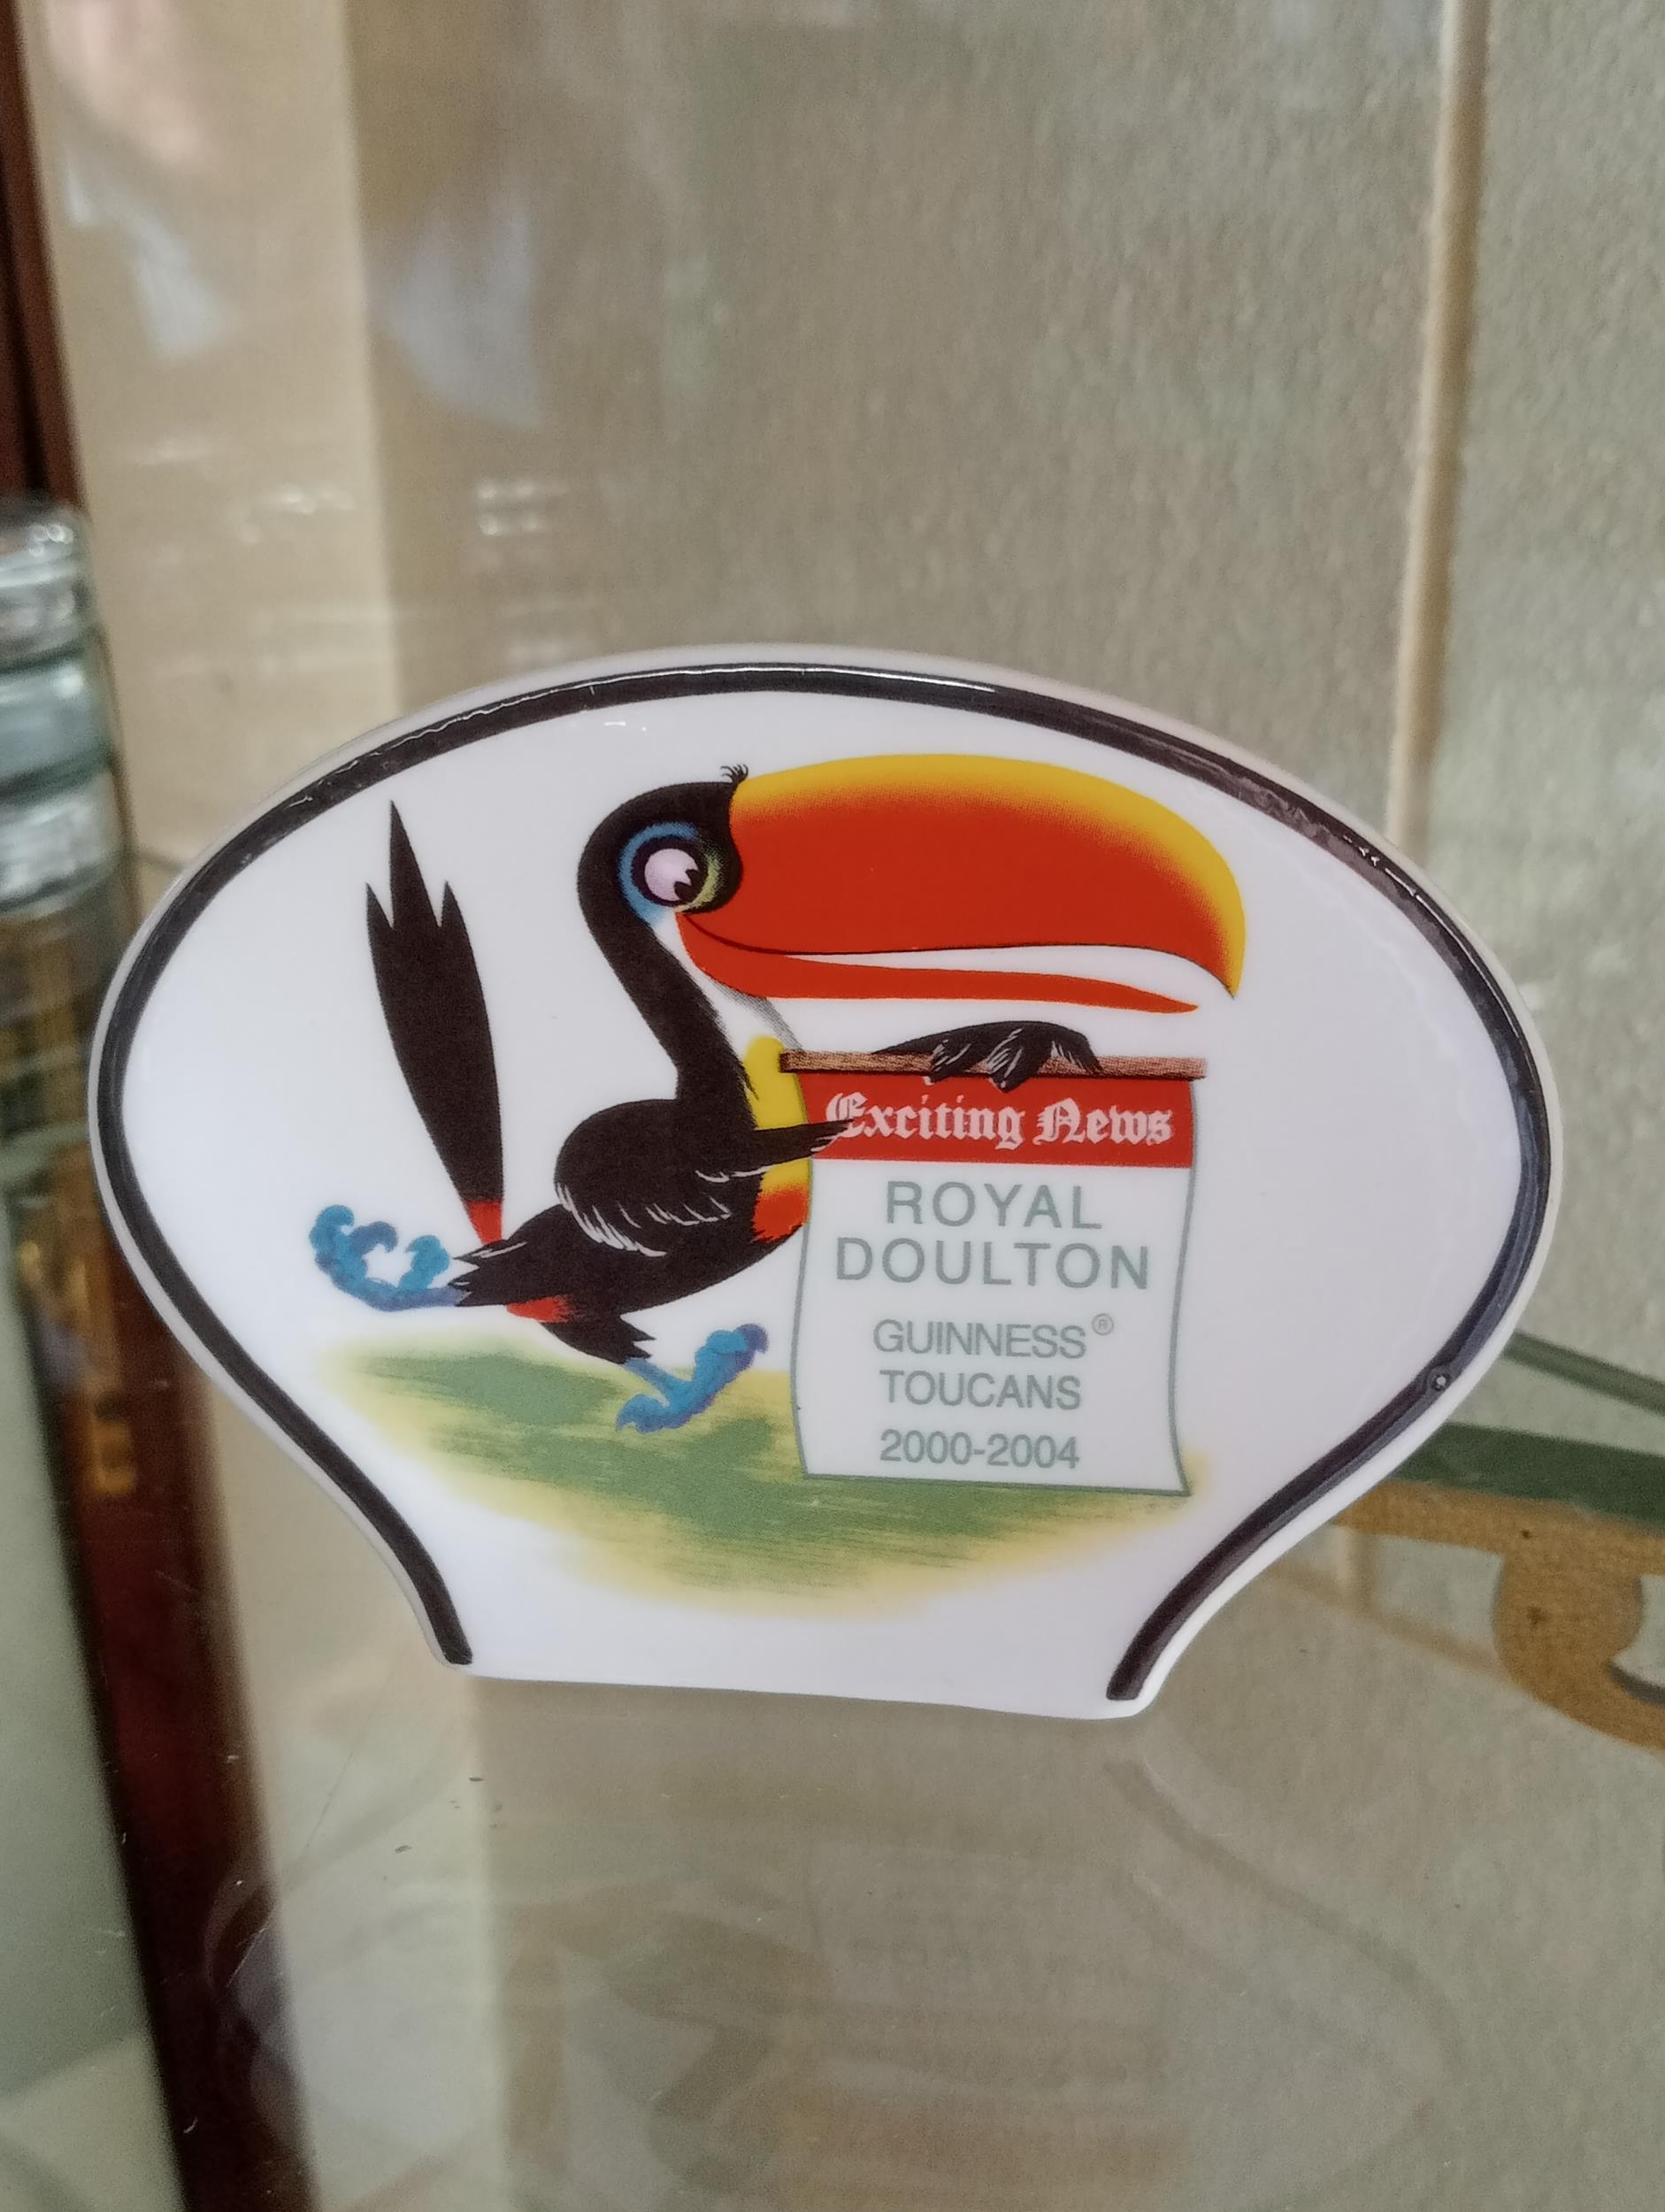 Exciting News
ROYAL
DOULTON
GUINNESS®
TOUCANS
2000-2004